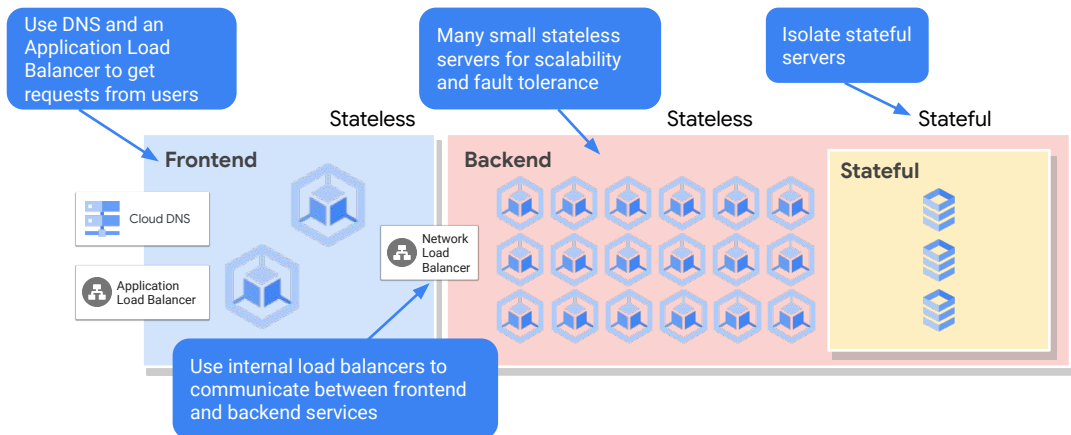 Use DNS and an
Application Load
Balancer to get
requests from users
Many small stateless
servers for scalability
and fault tolerance
Isolate stateful
servers
Stateless
Stateless
Stateful
Frontend
Backend
Stateful
Cloud DNS
Network
Load
Balancer
Application
Load Balancer
Use internal load balancers to
communicate between frontend
and backend services